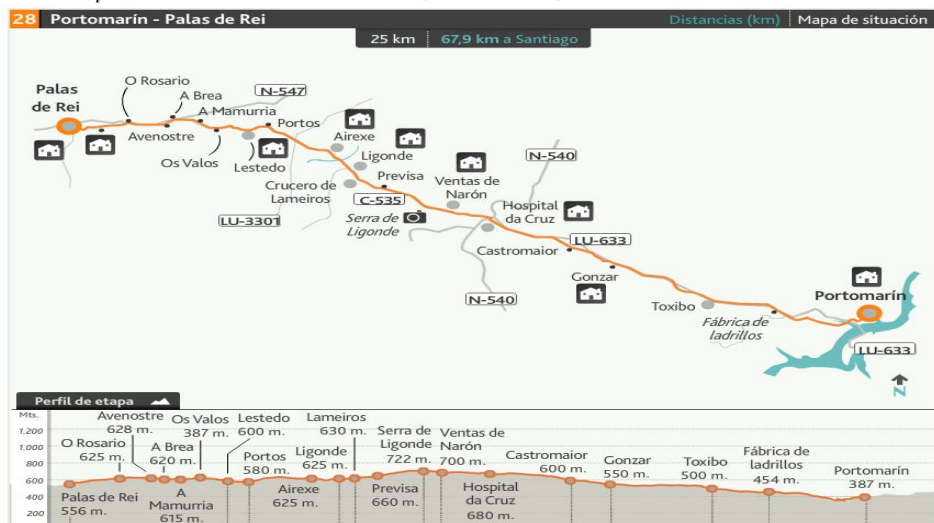 28 Portomarín - Palas de Rei
Distancias (km) | Mapa de situación
25 km | 67,9 km a Santiago
Palas
de Rei
O Rosario
A Brea
A Mamurria
N-547
Avenostre
Os Valos
Portos
Lestedo
Airexe
Ligonde
Crucero de
Lameiros
Previsa
LU-3301
C-535
Serra de
Ligonde
Ventas de
Narón
N-540
Hospital
da Cruz
LU-633
Castromaior
Gonzar
N-540
Toxibo
Fábrica de
ladrillos
Portomarín
LU-633
N
Perfil de etapa
Mts.
1.200
1.000
800
600
400
200
Palas de Rei
556 m.
O Rosario
625 m.
Avenostre
628 m.
A Brea
620 m.
A
Mamurria
615 m.
Os Valos
387 m.
Lestedo
600 m.
Portos
580 m.
Airexe
625 m.
Ligonde
625 m.
Lameiros
630 m.
Previsa
660 m.
Serra de
Ligonde
722 m.
Ventas de
Narón
700 m.
Hospital
da Cruz
680 m.
Castromaior
600 m.
Gonzar
550 m.
Toxibo
500 m.
Fábrica de
ladrillos
454 m.
Portomarín
387 m.